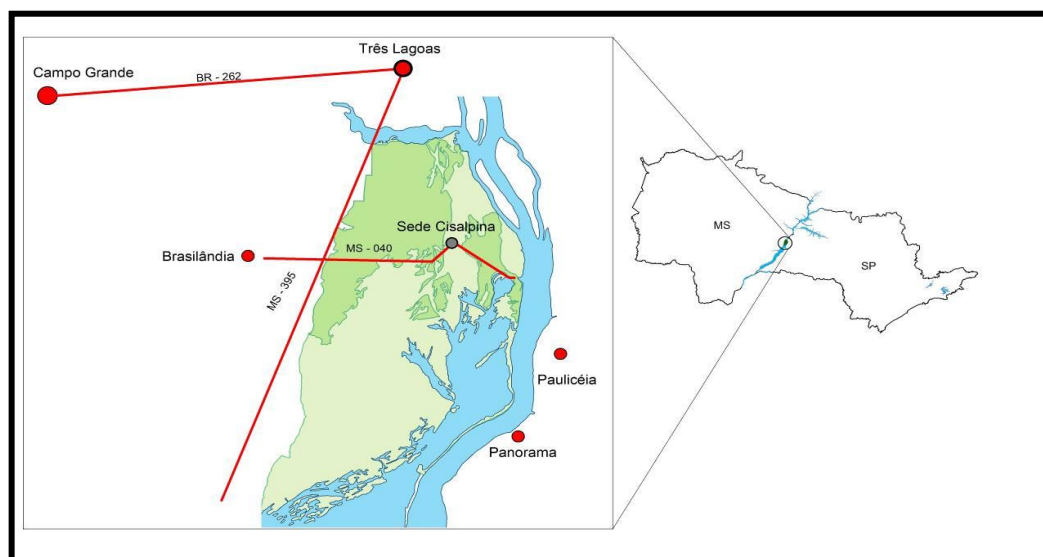 Três Lagoas
Campo Grande
BR - 262
Sede Cisalpina
MS - 040
Brasilândia
MS - 395
Paulicéia
Panorama
MS
SP